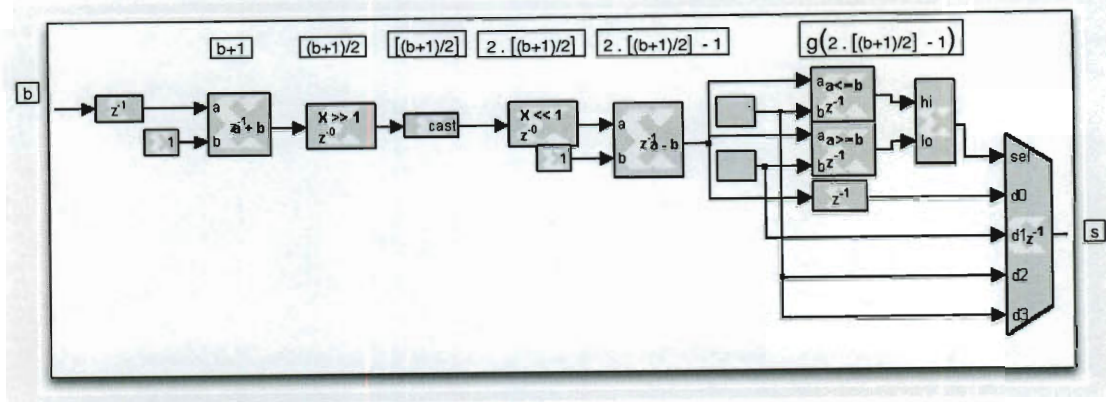 b+1
(b+1)/2
[(b+1)/2]
2 . [(b+1)/2]
2 . [(b+1)/2] - 1
g(2 . [(b+1)/2] - 1)
b
z⁻¹
a
b
1
a + b
z⁻¹
X >> 1
z⁻⁰
cast
X << 1
z⁻⁰
1
a
b
a - b
z⁻¹
a
b
a<=b
z⁻¹
a
b
a>=b
z⁻¹
z⁻¹
hi
lo
sel
d0
d1
z⁻¹
d2
d3
s